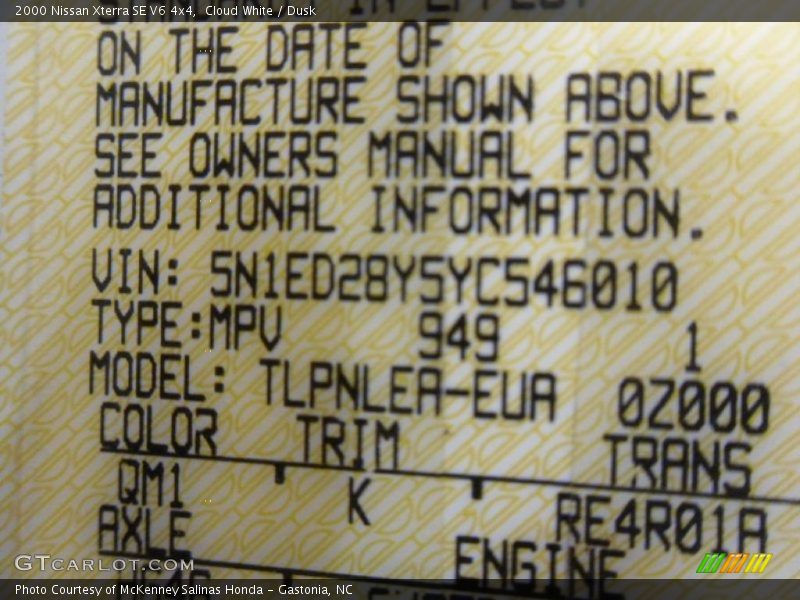 2000 Nissan Xterra SE V6 4x4, Cloud White / Dusk
IN EFFECT
ON THE DATE OF
MANUFACTURE SHOWN ABOVE.
SEE OWNERS MANUAL FOR
ADDITIONAL INFORMATION.
VIN: 5N1ED28Y5YC546010
TYPE:MPV 949 1
MODEL: TLPNLEA-EUA 0Z000
COLOR TRIM TRANS
QM1 K RE4R01A
AXLE ENGINE
GTCarlot.com
Photo Courtesy of McKenney Salinas Honda - Gastonia, NC